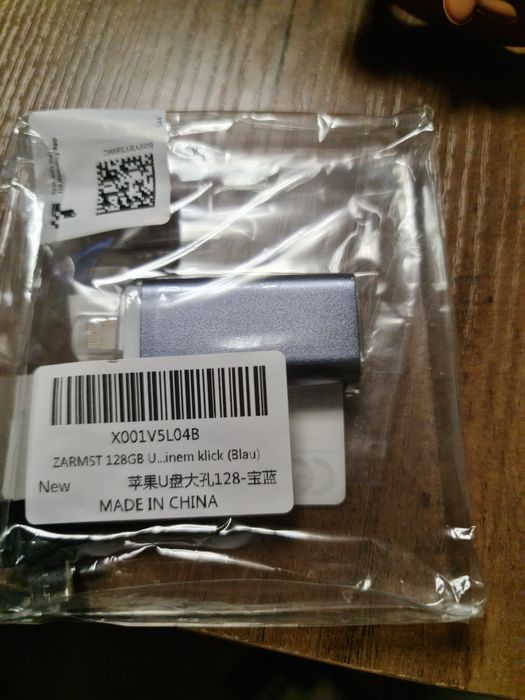 X001V5L04B
ZARMST 128GB U...inem klick (Blau)
New
苹果U盘大孔128-宝蓝
MADE IN CHINA